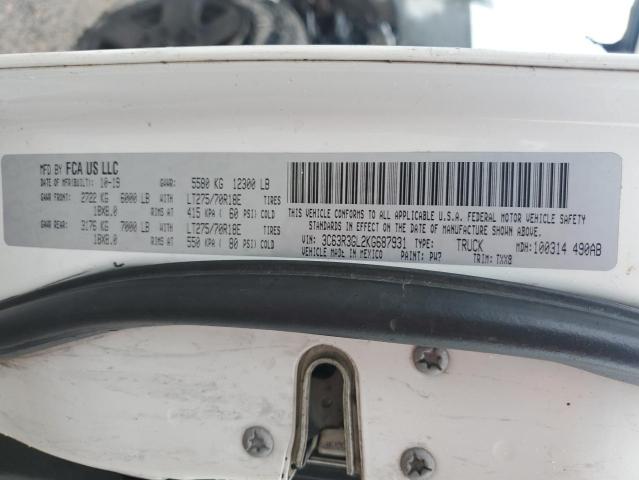 MFD BY FCA US LLC
DATE OF MFR(BUILT): 10-19 GVWR: 5580 KG 12300 LB
GAWR FRONT: 2722 KG 6000 LB WITH LT275/70R18E TIRES
18X8.0 RIMS AT 415 KPA ( 60 PSI) COLD
GAWR REAR: 3176 KG 7000 LB WITH LT275/70R18E TIRES
18X8.0 RIMS AT 550 KPA ( 80 PSI) COLD
THIS VEHICLE CONFORMS TO ALL APPLICABLE U.S.A. FEDERAL MOTOR VEHICLE SAFETY
STANDARDS IN EFFECT ON THE DATE OF MANUFACTURE SHOWN ABOVE.
VIN: 3C63R3GL2KG687931 TYPE: TRUCK MDH:100314 490AB
VEHICLE MADE IN MEXICO PAINT: PW7 TRIM: TXX8